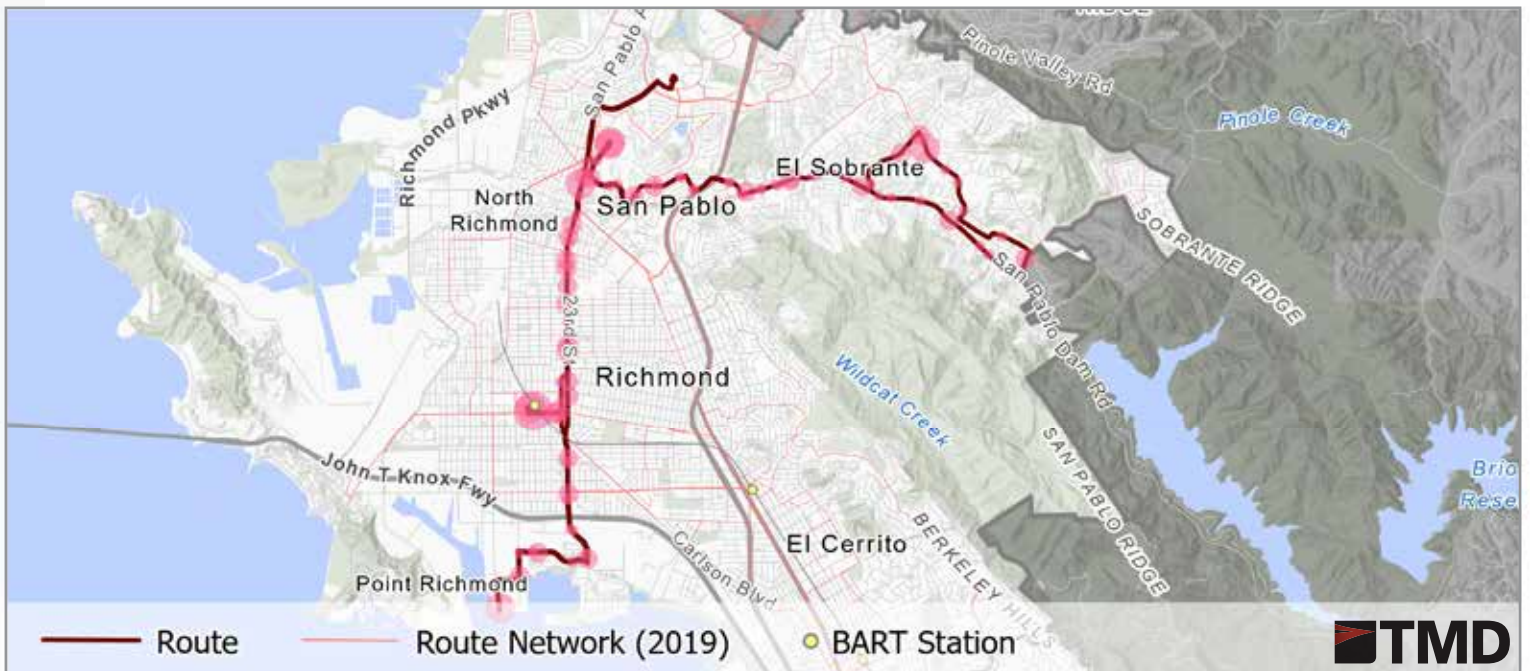 Pinole Valley Rd
San Pablo
Pinole Creek
Richmond Pkwy
El Sobrante
North
Richmond
San Pablo
SOBRANTE RIDGE
San Pablo Dam Rd
23rd St
Richmond
Wildcat Creek
John T Knox Fwy
SAN PABLO RIDGE
El Cerrito
BERKELEY HILLS
Carlson Blvd
Point Richmond
Route
Route Network (2019)
BART Station
TMD